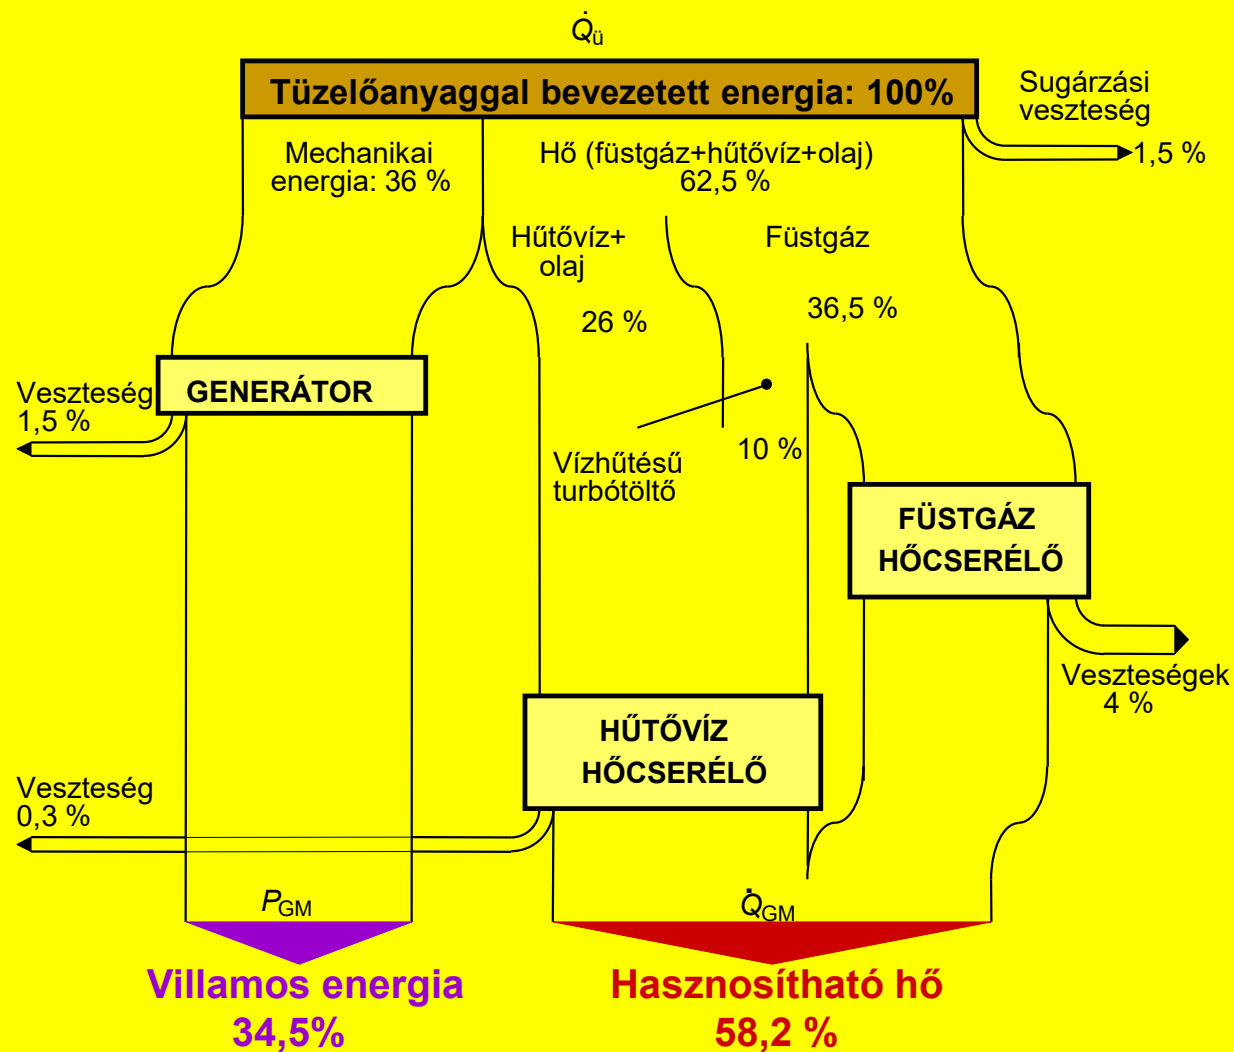 Q̇ü
Tüzelőanyaggal bevezetett energia: 100%
Sugárzási
veszteség
1,5 %
Mechanikai
energia: 36 %
Hő (füstgáz+hűtővíz+olaj)
62,5 %
Hűtővíz+
olaj
26 %
Füstgáz
36,5 %
Veszteség
1,5 %
GENERÁTOR
Vízhűtésű
turbótöltő
10 %
FÜSTGÁZ
HŐCSERÉLŐ
Veszteségek
4 %
HŰTŐVÍZ
HŐCSERÉLŐ
Veszteség
0,3 %
PGM
Q̇GM
Villamos energia
34,5%
Hasznosítható hő
58,2 %